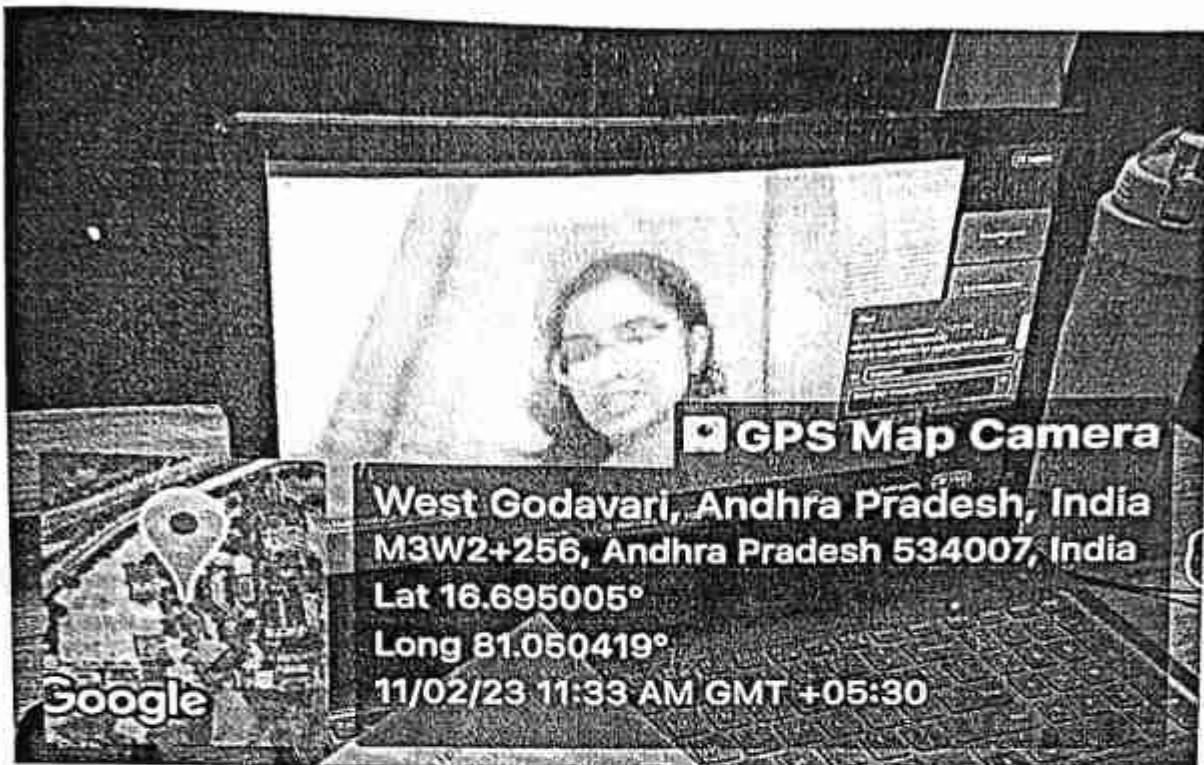 GPS Map Camera
West Godavari, Andhra Pradesh, India
M3W2+256, Andhra Pradesh 534007, India
Lat 16.695005°
Long 81.050419°
11/02/23 11:33 AM GMT +05:30
Google